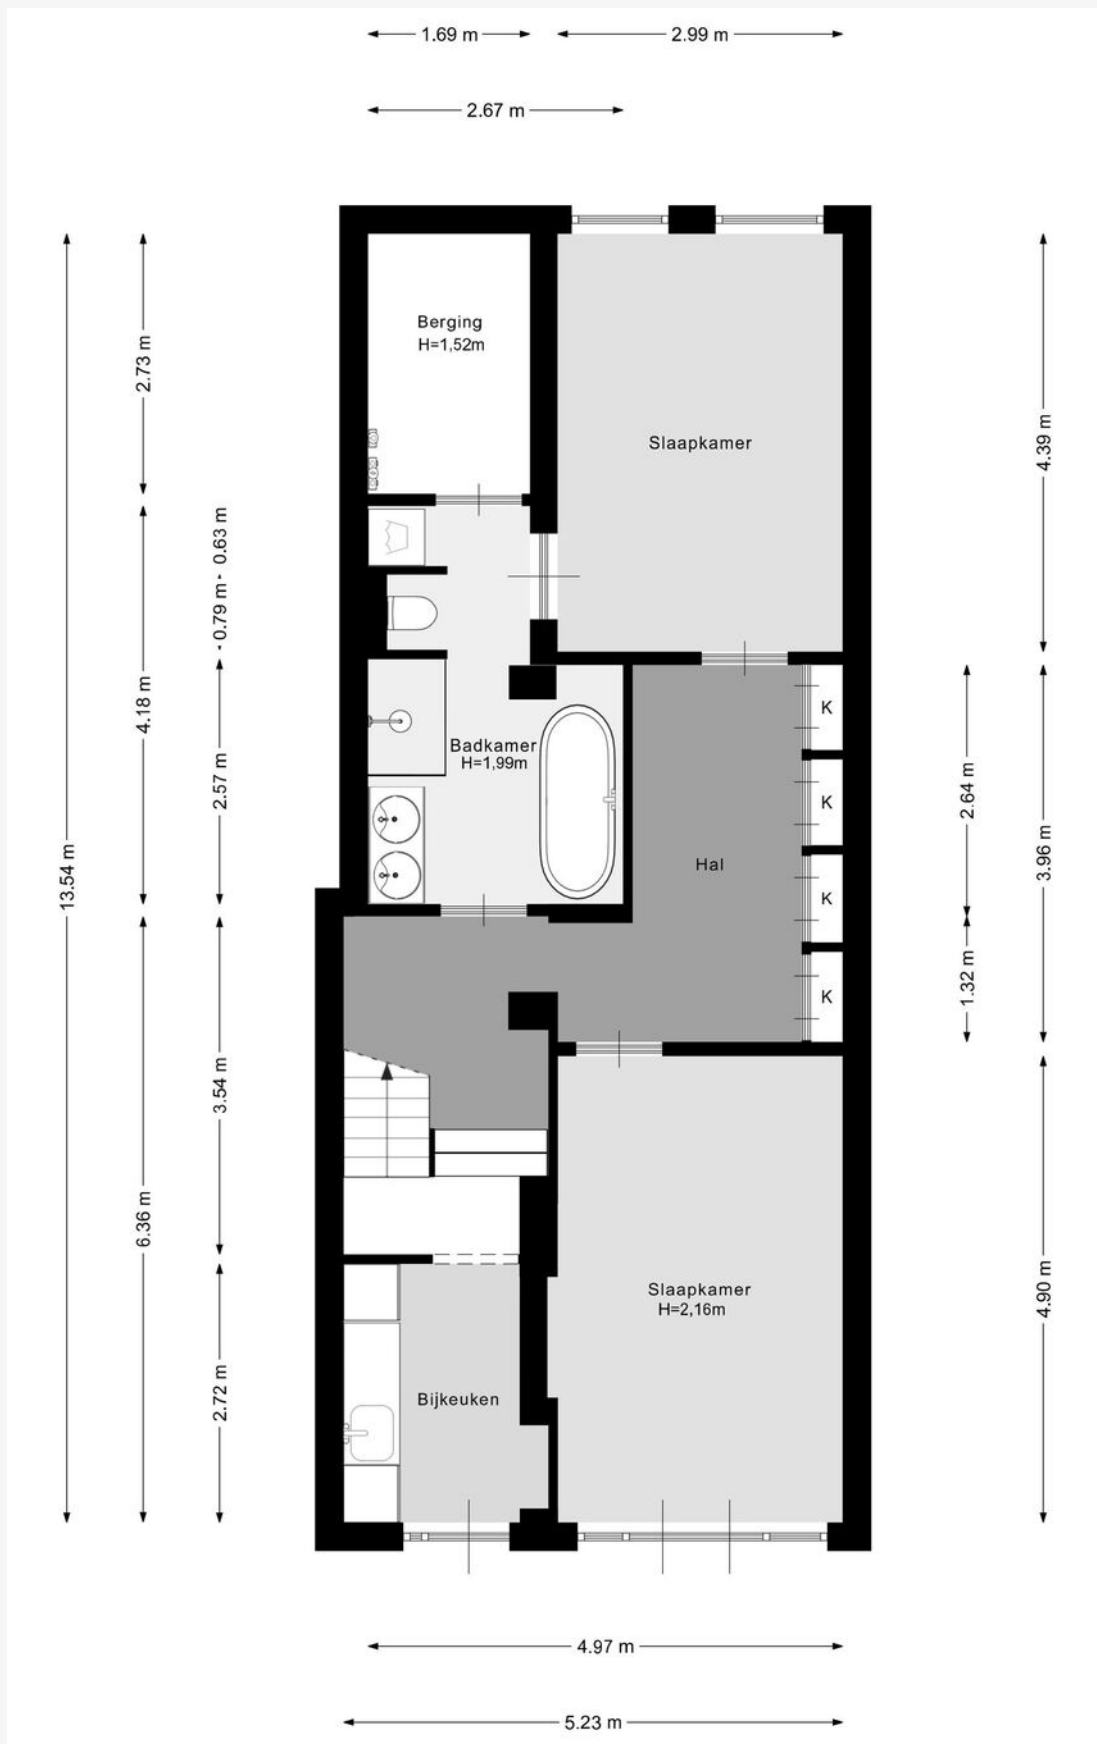 1.69 m
2.99 m
2.67 m
Berging
H=1,52m
2.73 m
Slaapkamer
4.39 m
0.63 m
0.79 m
4.18 m
K
Badkamer
H=1,99m
2.57 m
K
2.64 m
Hal
13.54 m
3.96 m
K
K
1.32 m
3.54 m
6.36 m
Slaapkamer
H=2,16m
4.90 m
2.72 m
Bijkeuken
4.97 m
5.23 m